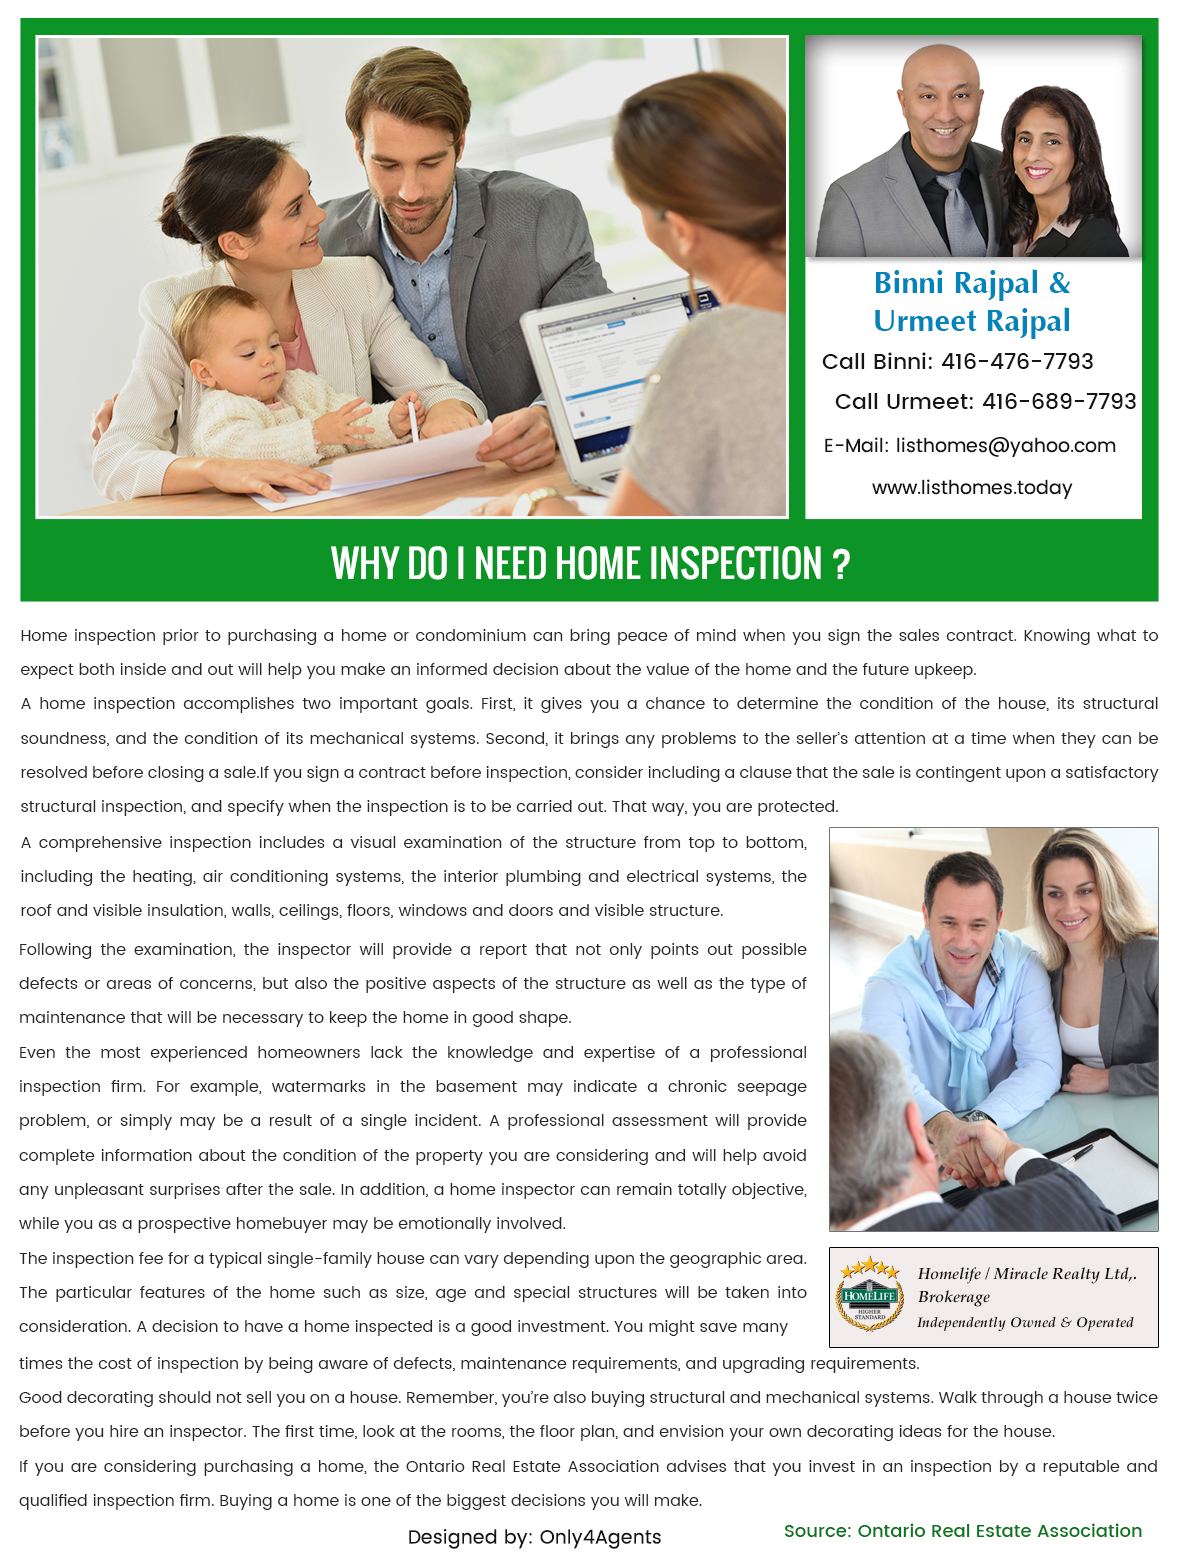 Binni Rajpal &
Urmeet Rajpal
Call Binni: 416-476-7793
Call Urmeet: 416-689-7793
E-Mail: listhomes@yahoo.com
www.listhomes.today
WHY DO I NEED HOME INSPECTION ?
Home inspection prior to purchasing a home or condominium can bring peace of mind when you sign the sales contract. Knowing what to
expect both inside and out will help you make an informed decision about the value of the home and the future upkeep.
A home inspection accomplishes two important goals. First, it gives you a chance to determine the condition of the house, its structural
soundness, and the condition of its mechanical systems. Second, it brings any problems to the seller's attention at a time when they can be
resolved before closing a sale.If you sign a contract before inspection, consider including a clause that the sale is contingent upon a satisfactory
structural inspection, and specify when the inspection is to be carried out. That way, you are protected.
A comprehensive inspection includes a visual examination of the structure from top to bottom,
including the heating, air conditioning systems, the interior plumbing and electrical systems, the
roof and visible insulation, walls, ceilings, floors, windows and doors and visible structure.
Following the examination, the inspector will provide a report that not only points out possible
defects or areas of concerns, but also the positive aspects of the structure as well as the type of
maintenance that will be necessary to keep the home in good shape.
Even the most experienced homeowners lack the knowledge and expertise of a professional
inspection firm. For example, watermarks in the basement may indicate a chronic seepage
problem, or simply may be a result of a single incident. A professional assessment will provide
complete information about the condition of the property you are considering and will help avoid
any unpleasant surprises after the sale. In addition, a home inspector can remain totally objective,
while you as a prospective homebuyer may be emotionally involved.
The inspection fee for a typical single-family house can vary depending upon the geographic area.
The particular features of the home such as size, age and special structures will be taken into
consideration. A decision to have a home inspected is a good investment. You might save many
times the cost of inspection by being aware of defects, maintenance requirements, and upgrading requirements.
HOMELIFE
HIGHER
STANDARD
Homelife / Miracle Realty Ltd,.
Brokerage
Independently Owned & Operated
Good decorating should not sell you on a house. Remember, you're also buying structural and mechanical systems. Walk through a house twice
before you hire an inspector. The first time, look at the rooms, the floor plan, and envision your own decorating ideas for the house.
If you are considering purchasing a home, the Ontario Real Estate Association advises that you invest in an inspection by a reputable and
qualified inspection firm. Buying a home is one of the biggest decisions you will make.
Designed by: Only4Agents
Source: Ontario Real Estate Association